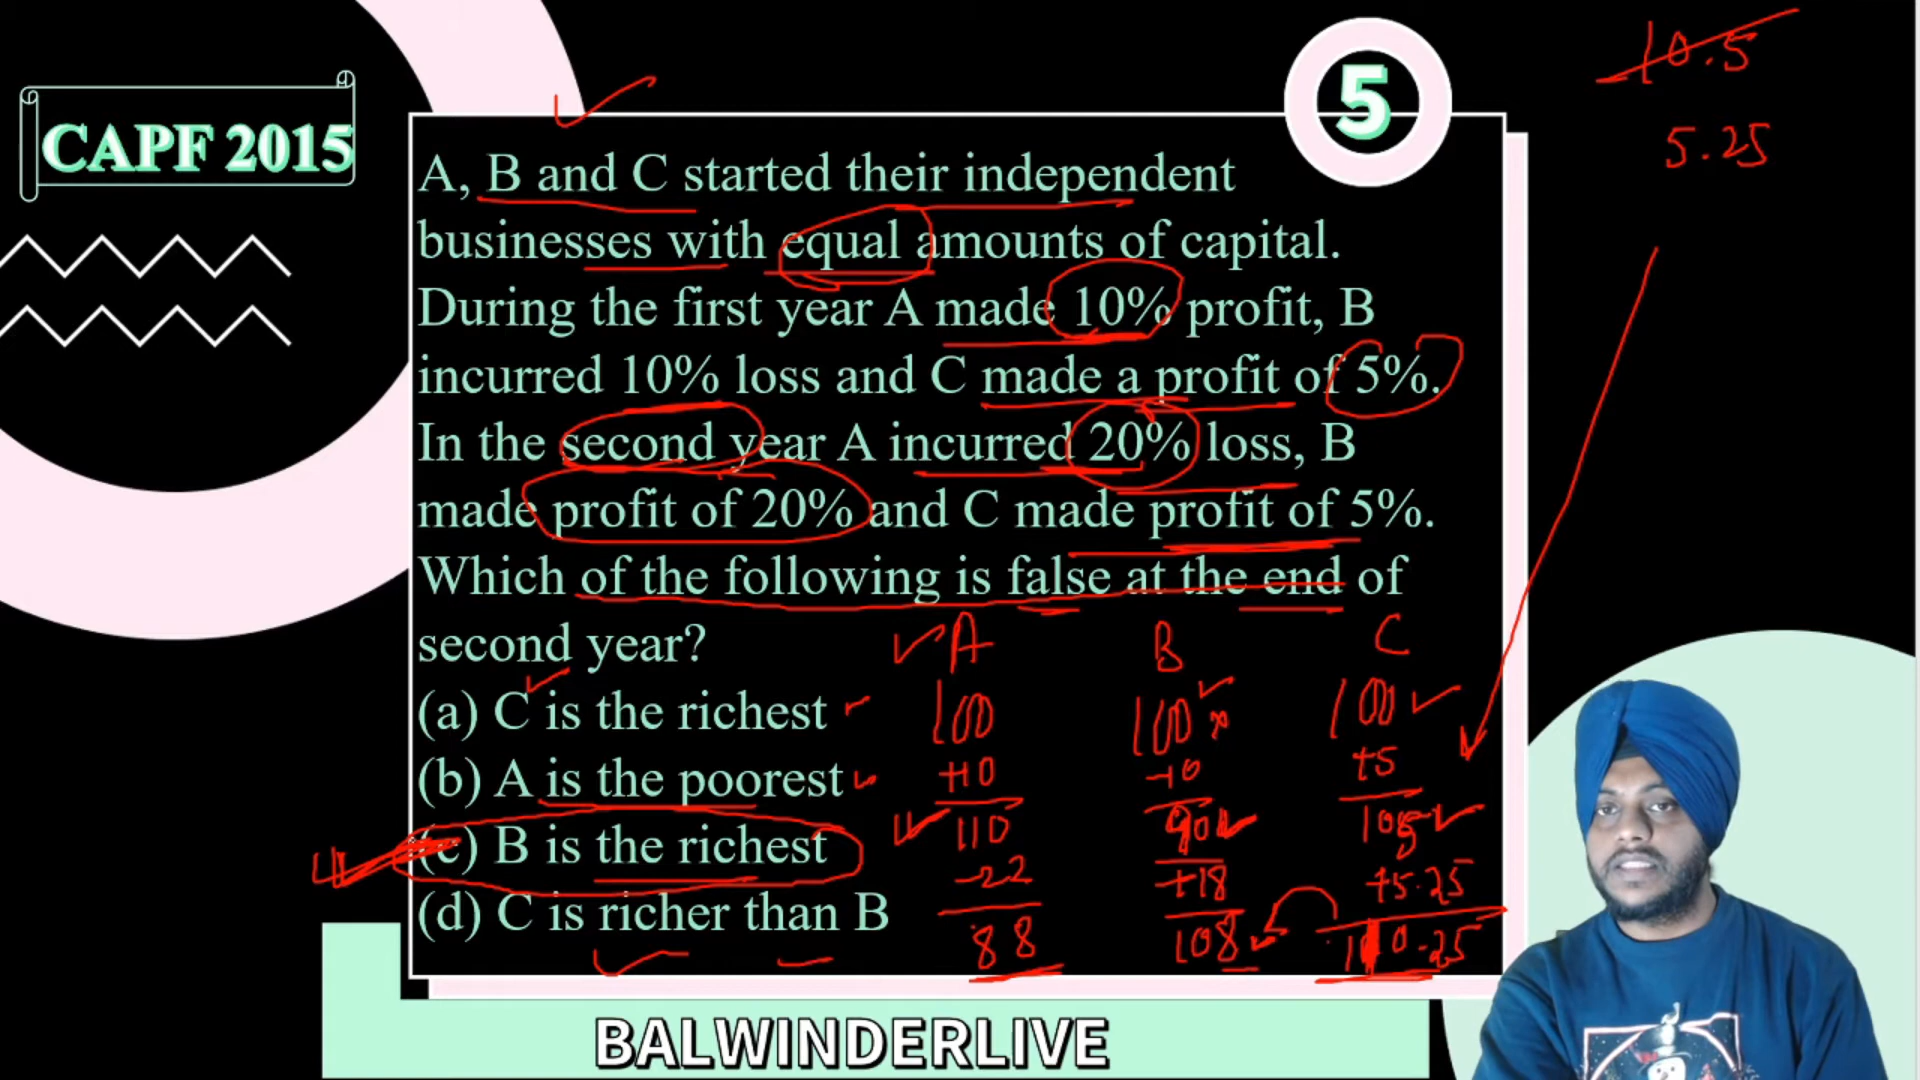 10.5
5
5.25
CAPF 2015
A, B and C started their independent
businesses with equal amounts of capital.
During the first year A made 10% profit, B
incurred 10% loss and C made a profit of 5%.
In the second year A incurred 20% loss, B
made profit of 20% and C made profit of 5%.
Which of the following is false at the end of
second year?
A B C
(a) C is the richest
100 100 100
(b) A is the poorest
+10 -10 +5
(c) B is the richest
110 90 105
-22 +18 +5.25
(d) C is richer than B
88 108 110.25
BALWINDERLIVE